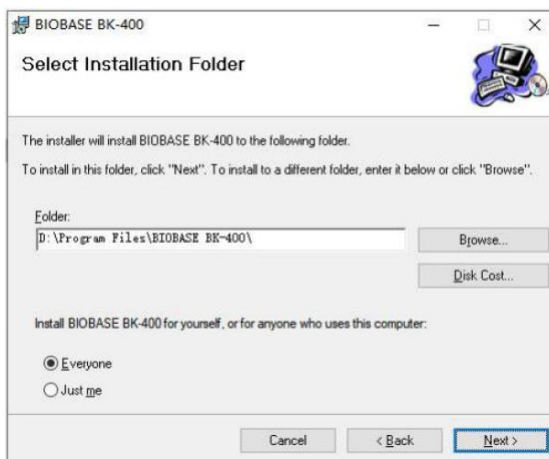 BIOBASE BK-400
Select Installation Folder
The installer will install BIOBASE BK-400 to the following folder.
To install in this folder, click "Next". To install to a different folder, enter it below or click "Browse".
Folder:
D:\Program Files\BIOBASE BK-400\
Browse...
Disk Cost...
Install BIOBASE BK-400 for yourself, or for anyone who uses this computer:
Everyone
Just me
Cancel
< Back
Next >